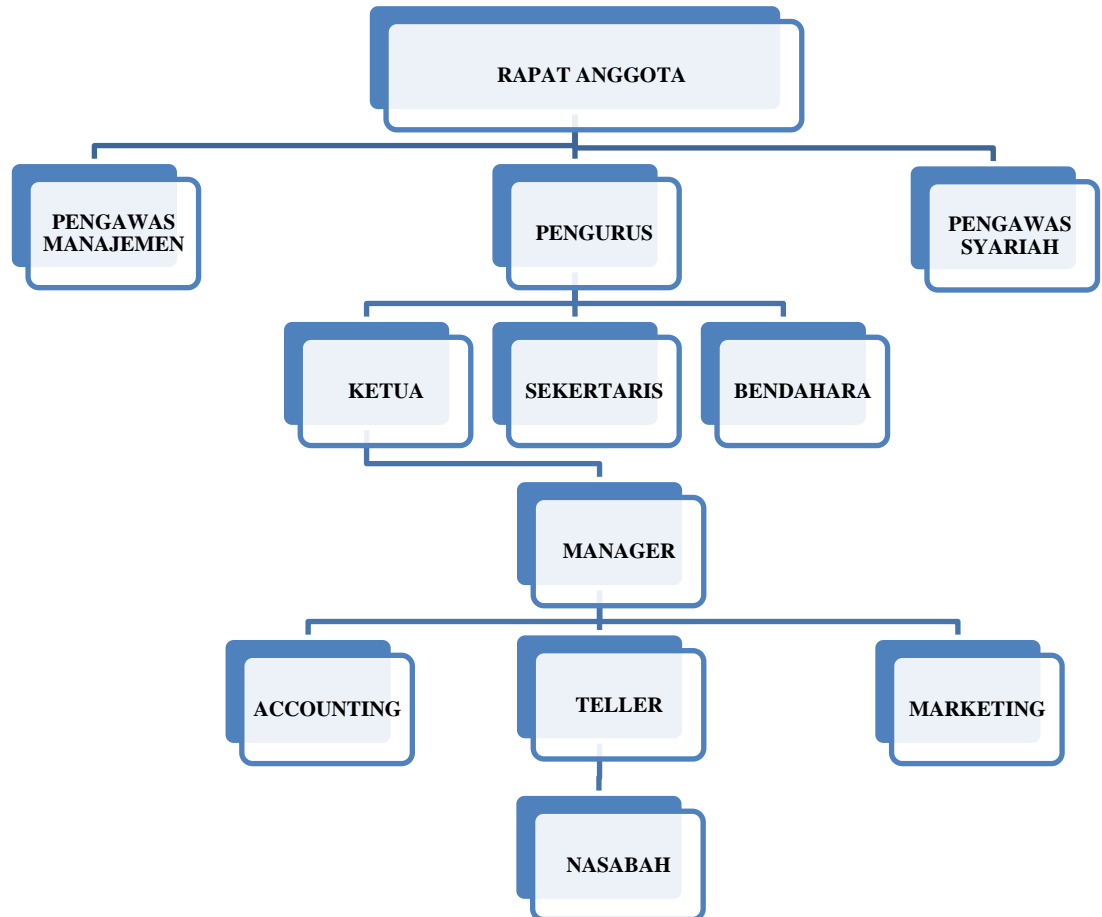 RAPAT ANGGOTA
PENGAWAS
MANAJEMEN
PENGURUS
PENGAWAS
SYARIAH
KETUA
SEKERTARIS
BENDAHARA
MANAGER
ACCOUNTING
TELLER
MARKETING
NASABAH